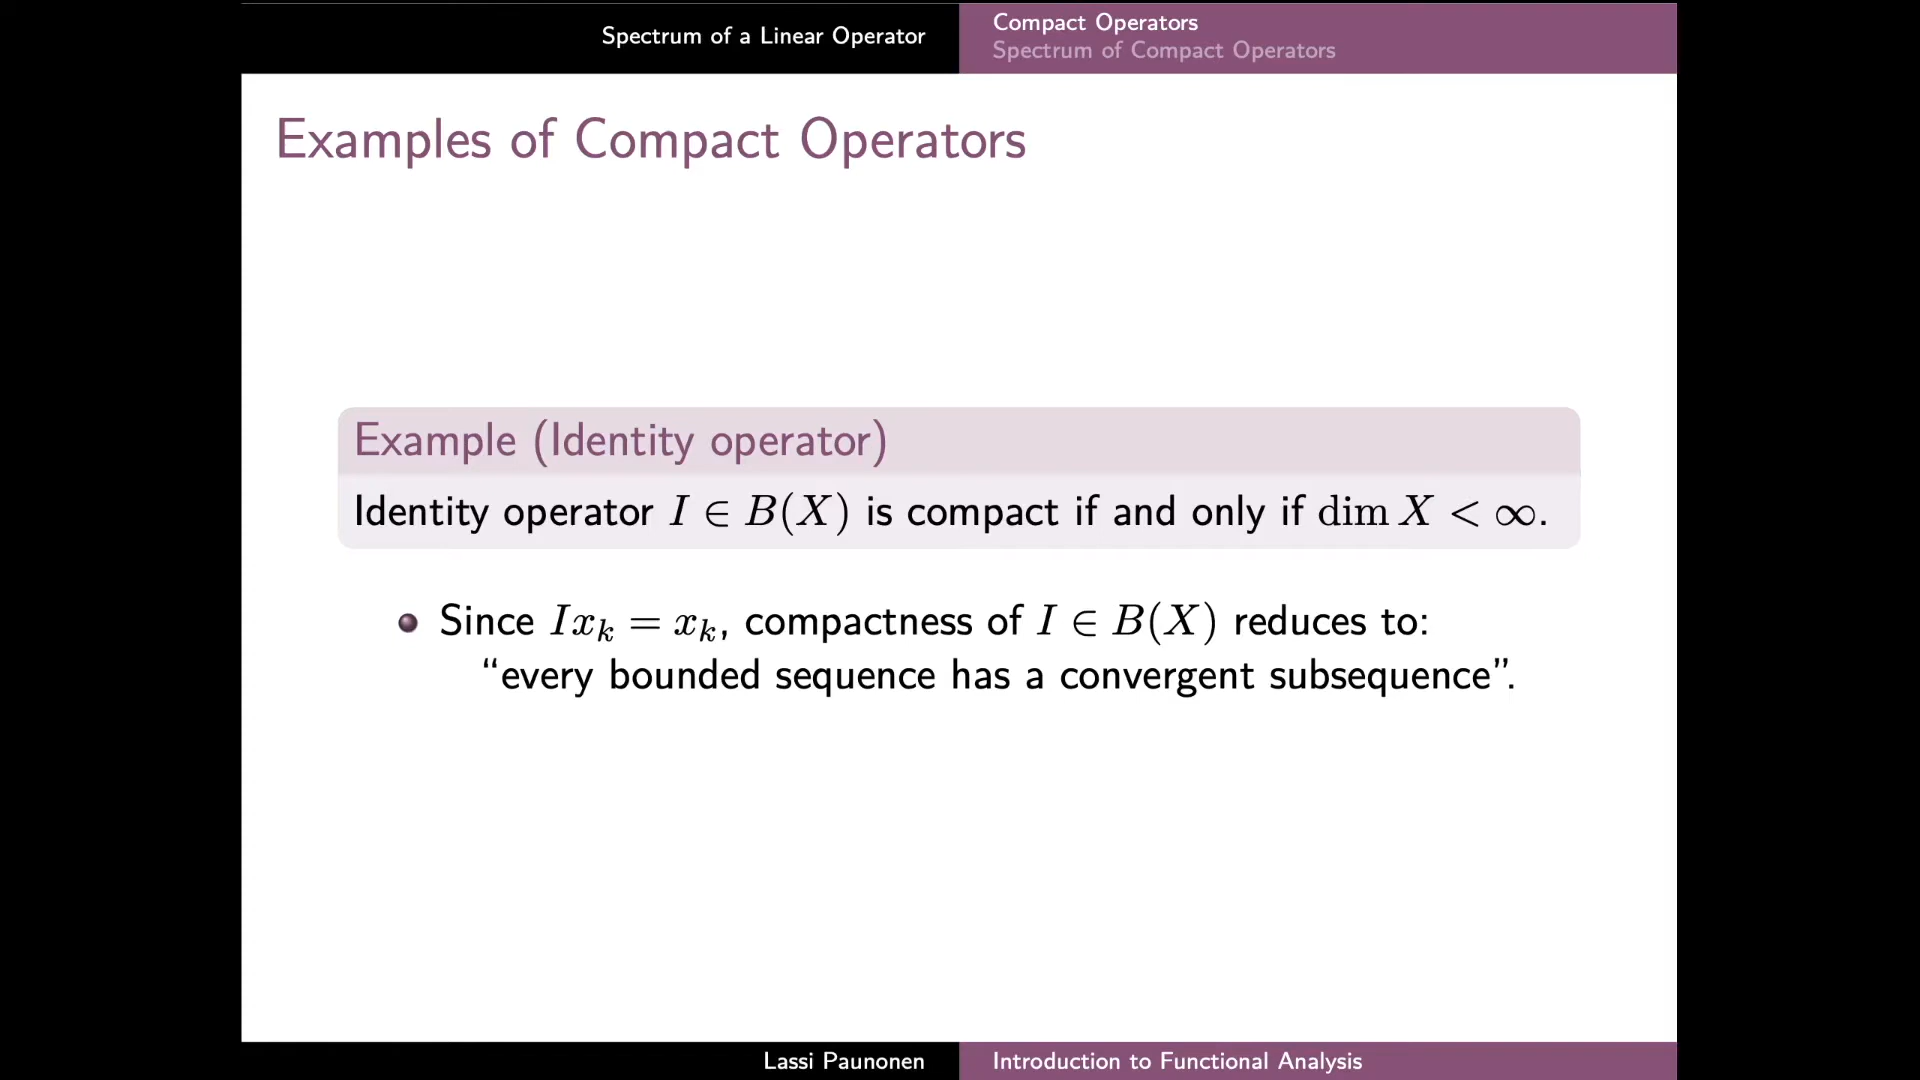 Spectrum of a Linear Operator
Compact Operators
Spectrum of Compact Operators
Examples of Compact Operators
Example (Identity operator)
Identity operator I ∈ B(X) is compact if and only if dim X < ∞.
Since Ix_k = x_k, compactness of I ∈ B(X) reduces to:
“every bounded sequence has a convergent subsequence”.
Lassi Paunonen
Introduction to Functional Analysis